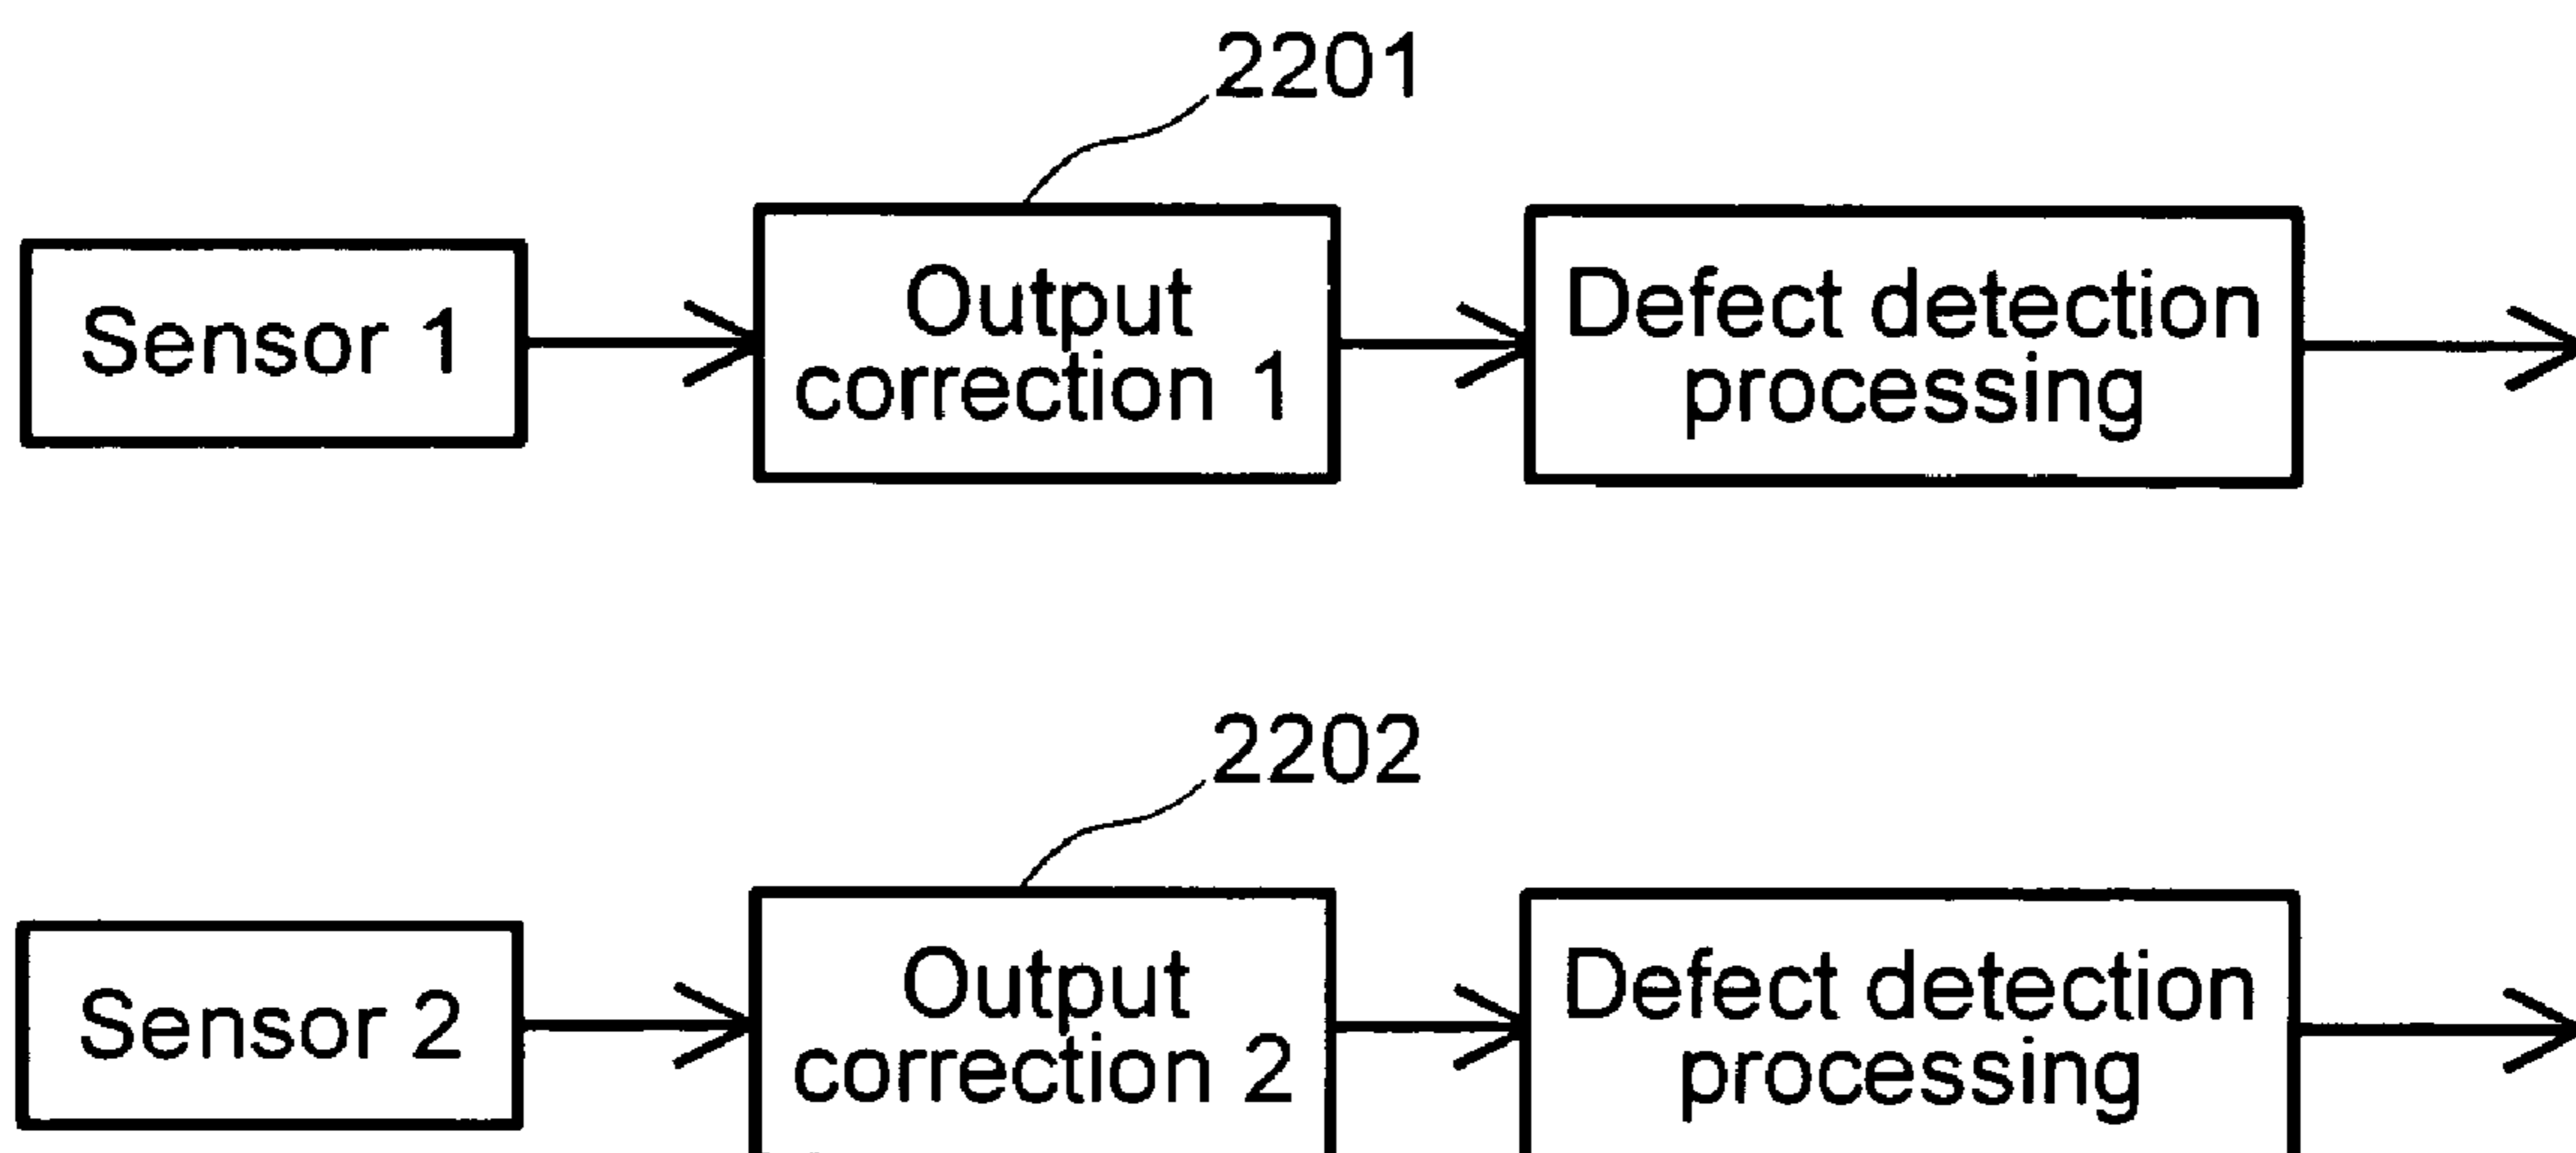 2201
Sensor 1
Output
correction 1
Defect detection
processing
2202
Sensor 2
Output
correction 2
Defect detection
processing